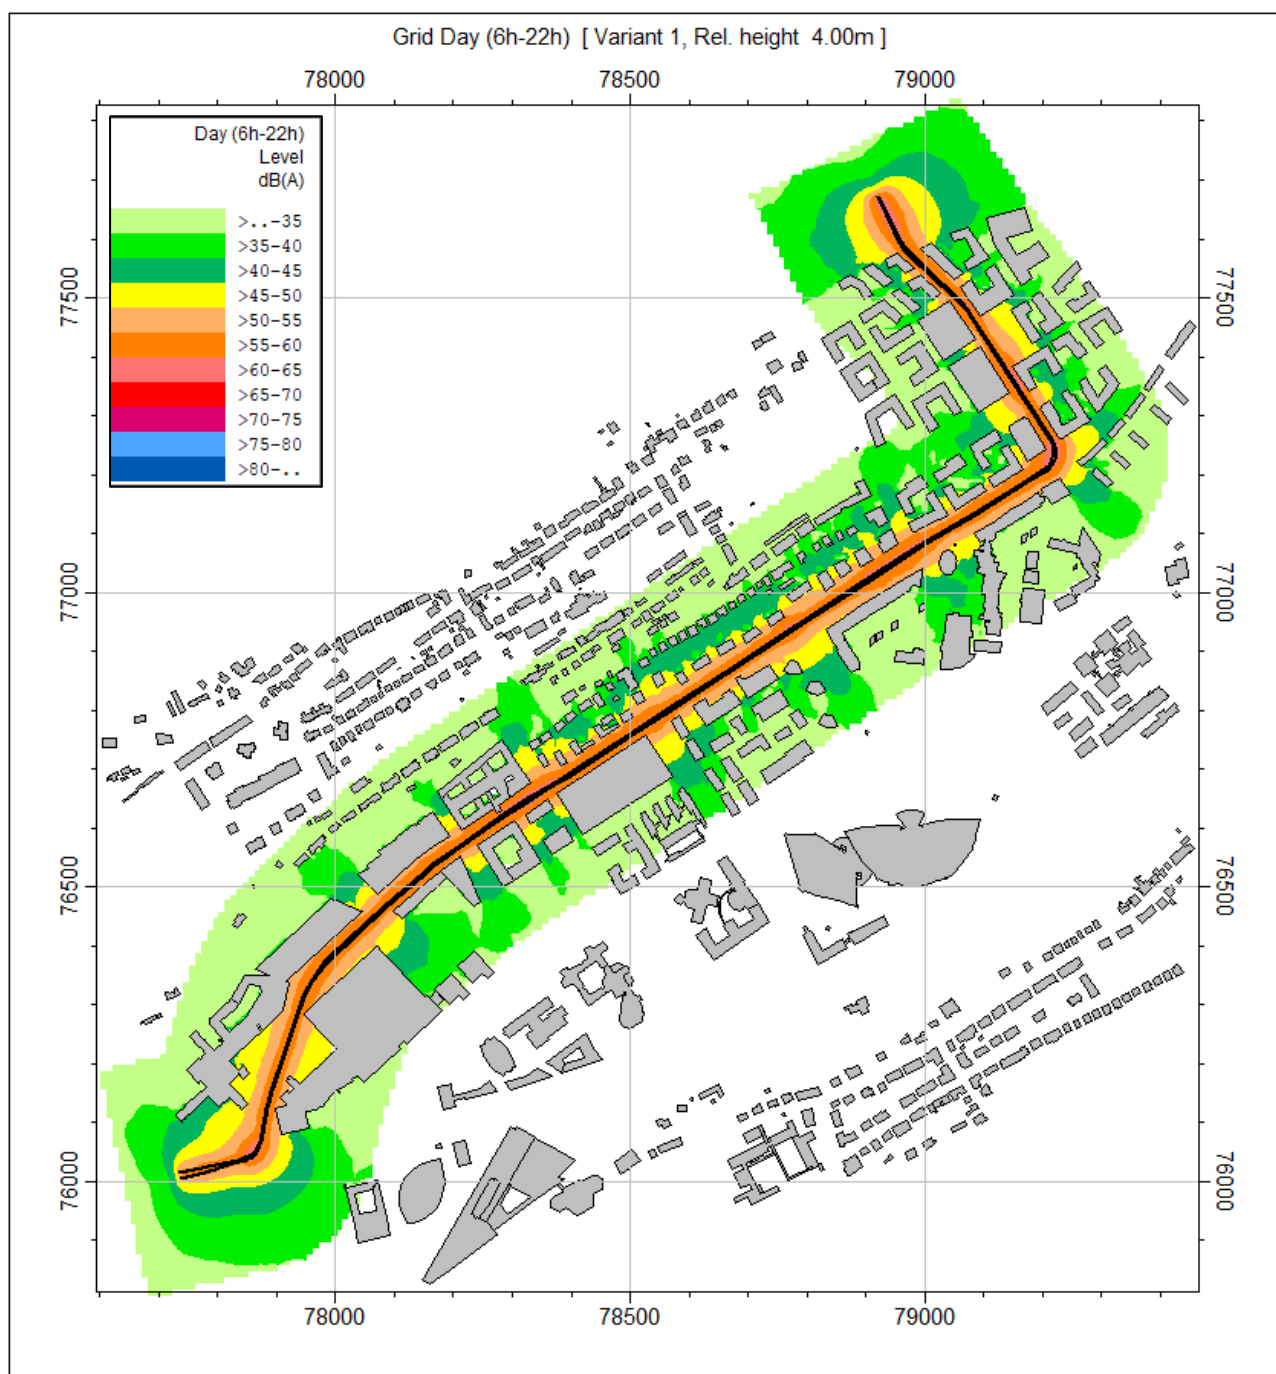 Grid Day (6h-22h) [ Variant 1, Rel. height 4.00m ]
78000 78500 79000
Day (6h-22h)
Level
dB(A)
>..-35
>35-40
>40-45
>45-50
>50-55
>55-60
>60-65
>65-70
>70-75
>75-80
>80-..
77500 77500
77000 77000
76500 76500
76000 76000
78000 78500 79000